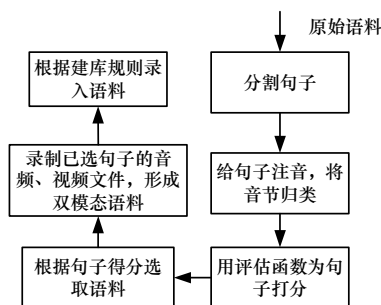 原始语料
分割句子
给句子注音，将
音节归类
用评估函数为句
子打分
根据句子得分选
取语料
录制已选句子的音
频、视频文件，形成
双模态语料
根据建库规则录
入语料